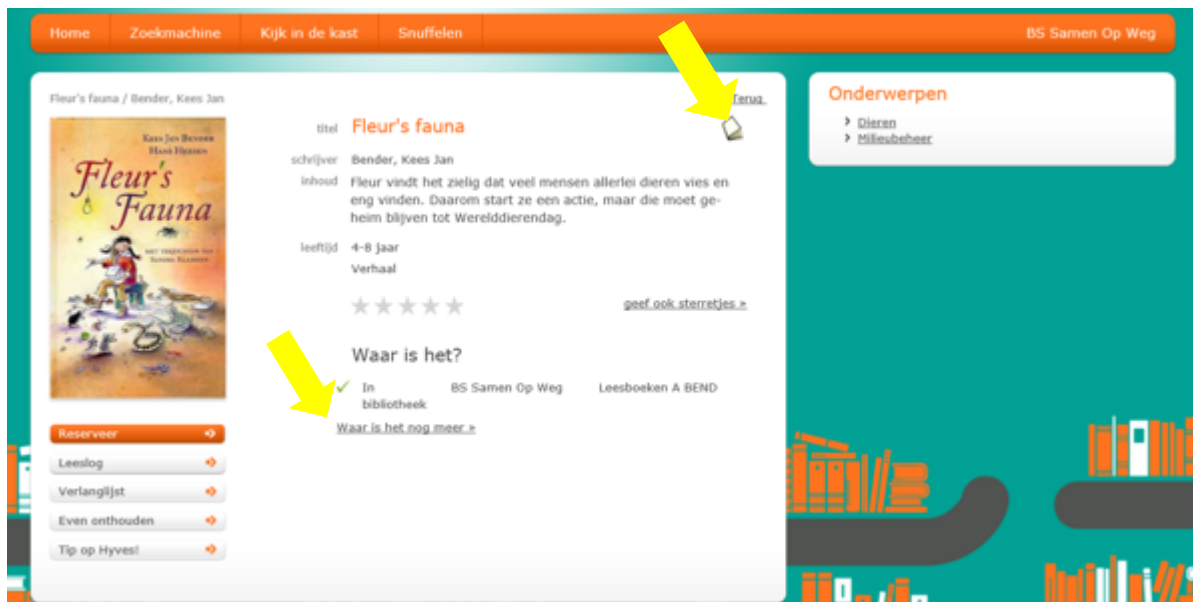 Home Zoekmachine Kijk in de kast Snuffelen BS Samen Op Weg
Fleur's fauna / Bender, Kees Jan
Terug
Kees Jan Bender
Fleur's
Fauna
titel Fleur's fauna
schrijver Bender, Kees Jan
inhoud Fleur vindt het zielig dat veel mensen allerlei dieren vies en
eng vinden. Daarom start ze een actie, maar die moet ge-
heim blijven tot Werelddierendag.
leeftijd 4-8 jaar
Verhaal
geef ook sterretjes »
Waar is het?
In BS Samen Op Weg Leesboeken A BEND
bibliotheek
Waar is het nog meer »
Reserveer
Leeslog
Verlanglijst
Even onthouden
Tip op Hyves!
Onderwerpen
Dieren
Milieubeheer